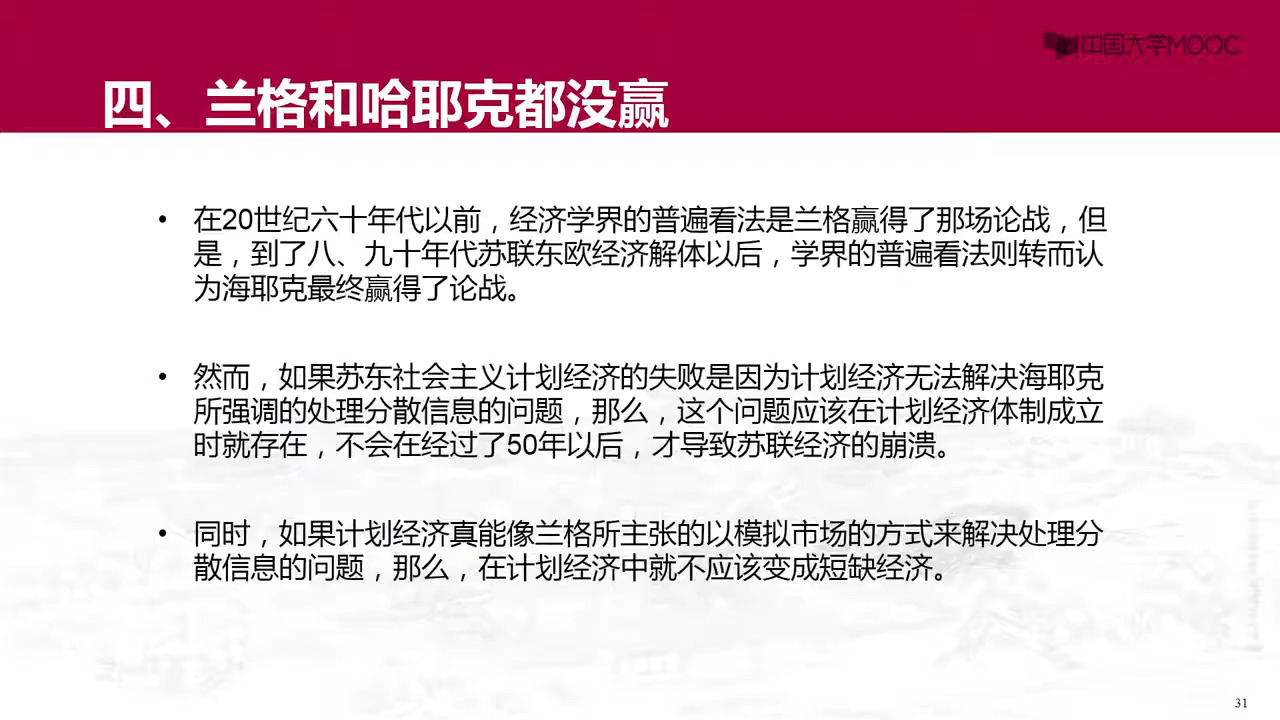 中国大学MOOC
四、兰格和哈耶克都没赢
• 在20世纪六十年代以前，经济学界的普遍看法是兰格赢得了那场论战，但
是，到了八、九十年代苏联东欧经济解体以后，学界的普遍看法则转而认
为海耶克最终赢得了论战。
• 然而，如果苏东社会主义计划经济的失败是因为计划经济无法解决海耶克
所强调的处理分散信息的问题，那么，这个问题应该在计划经济体制成立
时就存在，不会在经过了50年以后，才导致苏联经济的崩溃。
• 同时，如果计划经济真能像兰格所主张的以模拟市场的方式来解决处理分
散信息的问题，那么，在计划经济中就不应该变成短缺经济。
31